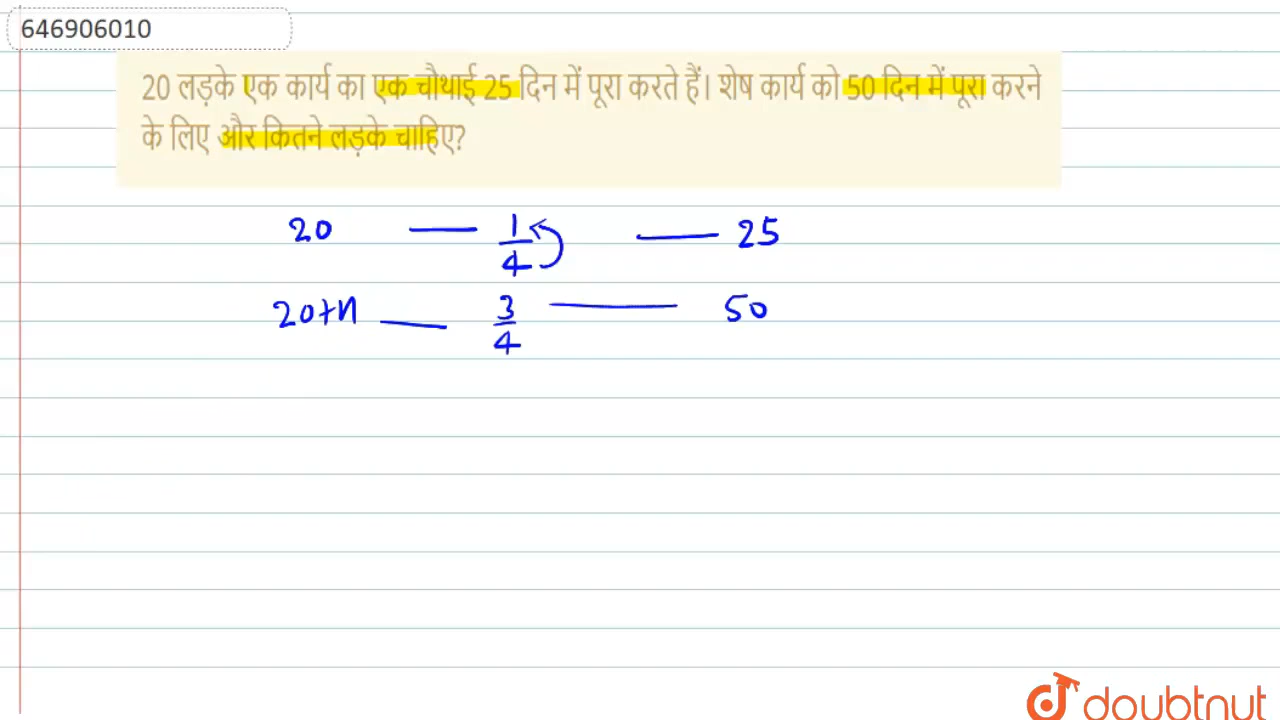 646906010
20 लड़के एक कार्य का एक चौथाई 25 दिन में पूरा करते हैं। शेष कार्य को 50 दिन में पूरा करने
के लिए और कितने लड़के चाहिए?
20 — 1/4 — 25
20+n — 3/4 — 50
doubtnut